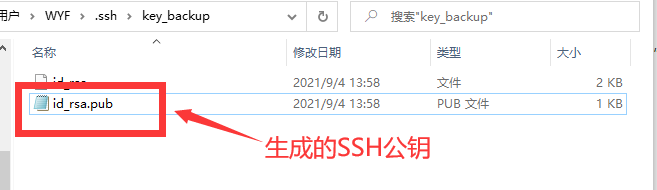 用户 › WYF › .ssh › key_backup
搜索"key_backup"
名称 修改日期 类型 大小
id_rsa 2021/9/4 13:58 文件 2 KB
id_rsa.pub 2021/9/4 13:58 PUB 文件 1 KB
生成的SSH公钥